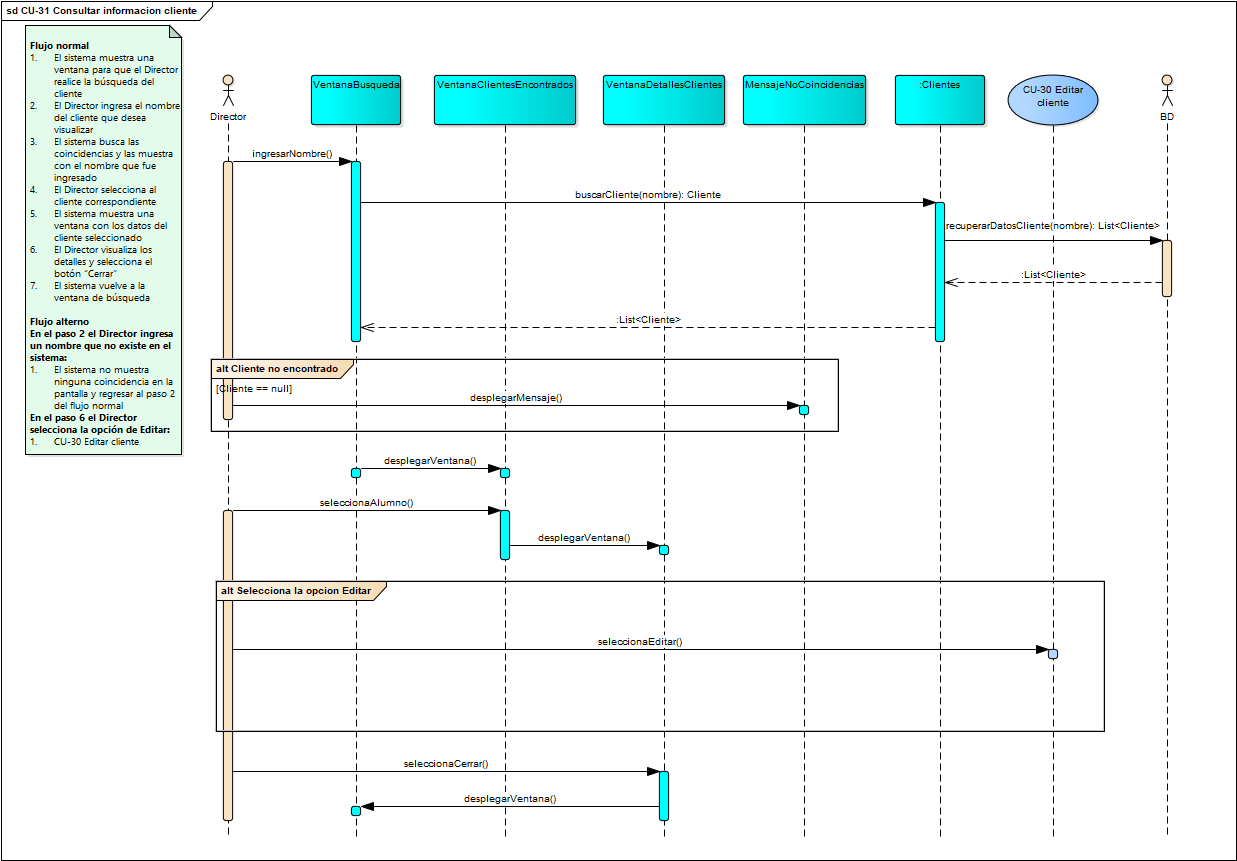 sd CU-31 Consultar informacion cliente
Flujo normal
1. El sistema muestra una
ventana para que el Director
realice la búsqueda del
cliente
2. El Director ingresa el nombre
del cliente que desea
visualizar
3. El sistema busca las
coincidencias y las muestra
con el nombre que fue
ingresado
4. El Director selecciona al
cliente correspondiente
5. El sistema muestra una
ventana con los datos del
cliente seleccionado
6. El Director visualiza los
detalles y selecciona el
botón “Cerrar”
7. El sistema vuelve a la
ventana de búsqueda
Flujo alterno
En el paso 2 el Director ingresa
un nombre que no existe en el
sistema:
1. El sistema no muestra
ninguna coincidencia en la
pantalla y regresar al paso 2
del flujo normal
En el paso 6 el Director
selecciona la opción de Editar:
1. CU-30 Editar cliente
Director
VentanaBusqueda
VentanaClientesEncontrados
VentanaDetallesClientes
MensajeNoCoincidencias
:Clientes
CU-30 Editar
cliente
BD
ingresarNombre()
buscarCliente(nombre): Cliente
recuperarDatosCliente(nombre): List<Cliente>
:List<Cliente>
:List<Cliente>
alt Cliente no encontrado
[Cliente == null]
desplegarMensaje()
desplegarVentana()
seleccionaAlumno()
desplegarVentana()
alt Selecciona la opcion Editar
seleccionaEditar()
seleccionaCerrar()
desplegarVentana()